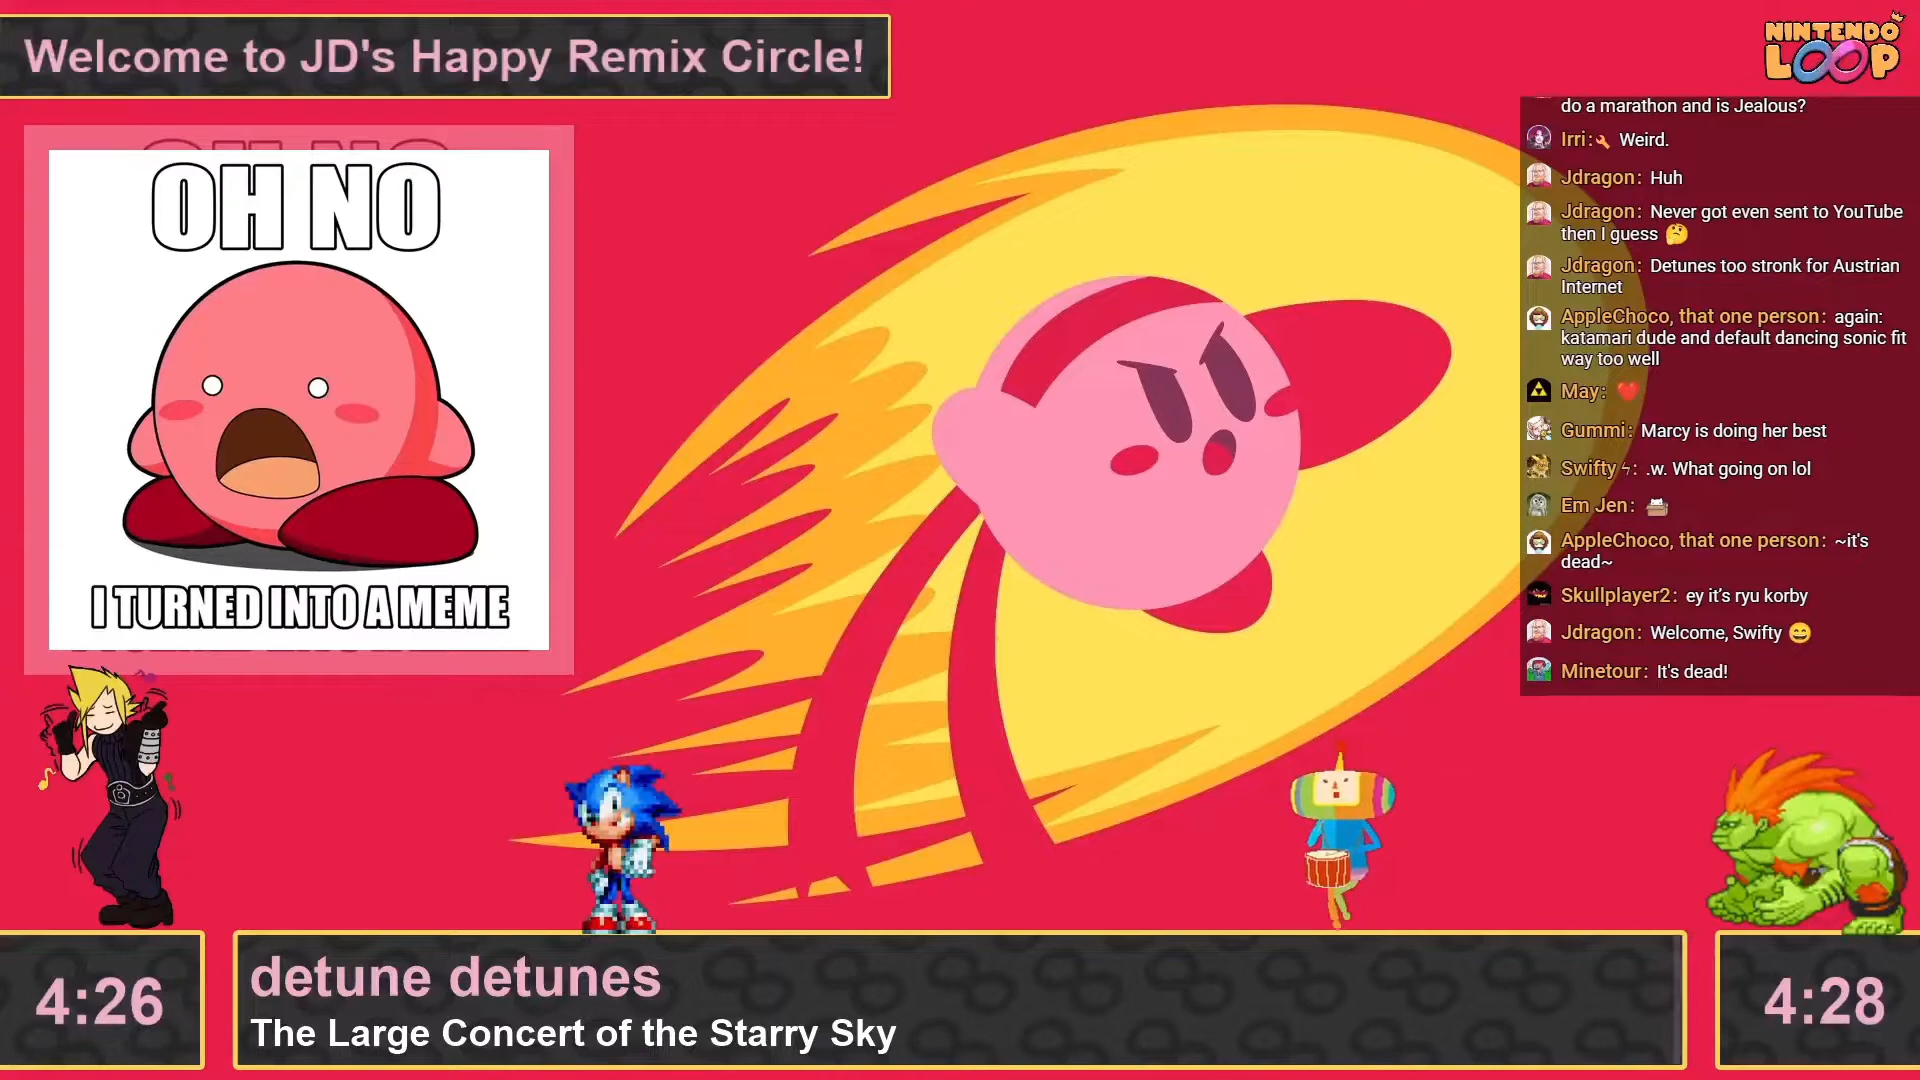 Welcome to JD's Happy Remix Circle!
NINTENDO
LOOP
OH NO
I TURNED INTO A MEME
do a marathon and is Jealous?
Irri: Weird.
Jdragon: Huh
Jdragon: Never got even sent to YouTube
then I guess 🤔
Jdragon: Detunes too stronk for Austrian
Internet
AppleChoco, that one person: again:
katamari dude and default dancing sonic fit
way too well
May: ❤️
Gummi: Marcy is doing her best
Swifty ϟ: .w. What going on lol
Em Jen:
AppleChoco, that one person: ~it's
dead~
Skullplayer2: ey it’s ryu korby
Jdragon: Welcome, Swifty 😄
Minetour: It's dead!
4:26
detune detunes
The Large Concert of the Starry Sky
4:28